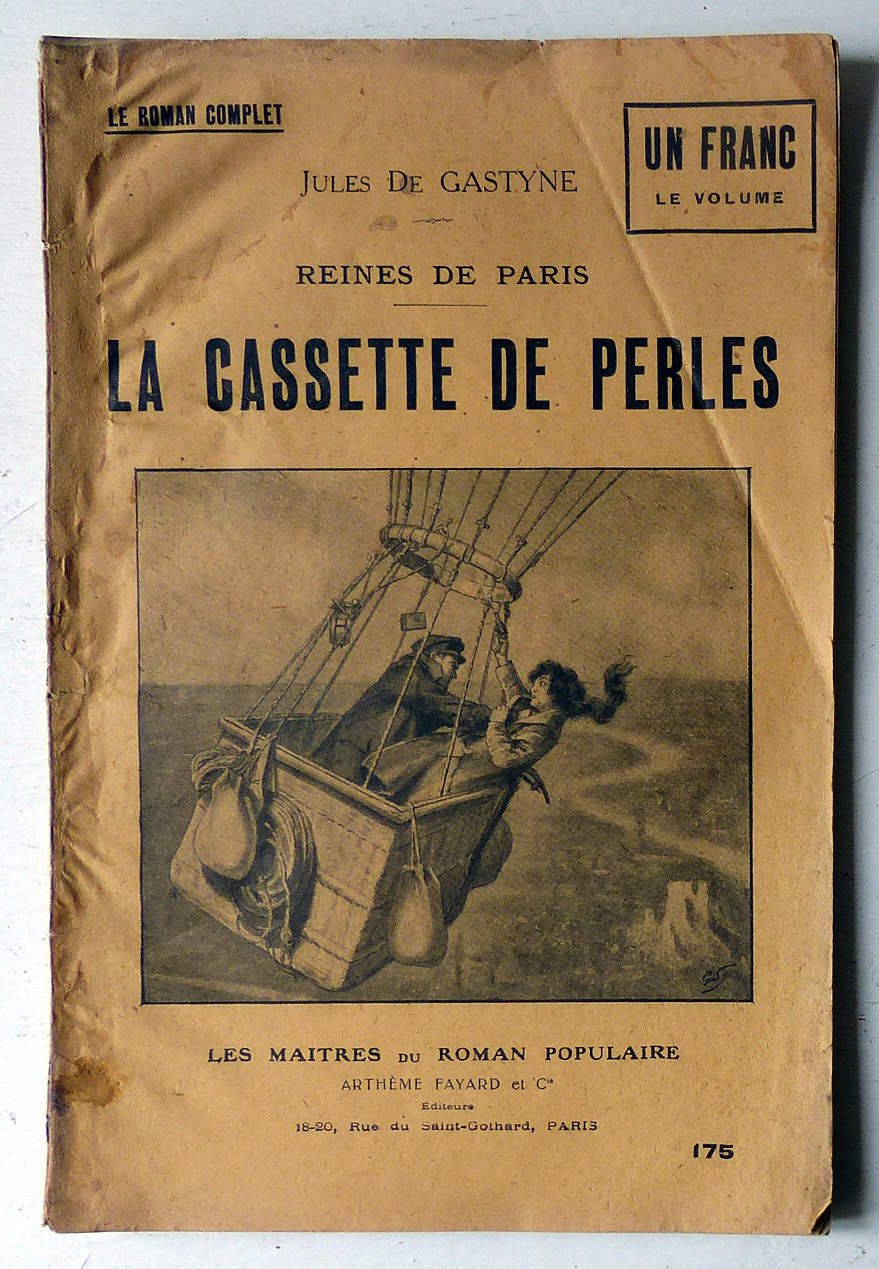 LE ROMAN COMPLET
UN FRANC
LE VOLUME
JULES DE GASTYNE
REINES DE PARIS
LA CASSETTE DE PERLES
LES MAITRES DU ROMAN POPULAIRE
ARTHÈME FAYARD et Cie
Éditeurs
18-20, Rue du Saint-Gothard, PARIS
175